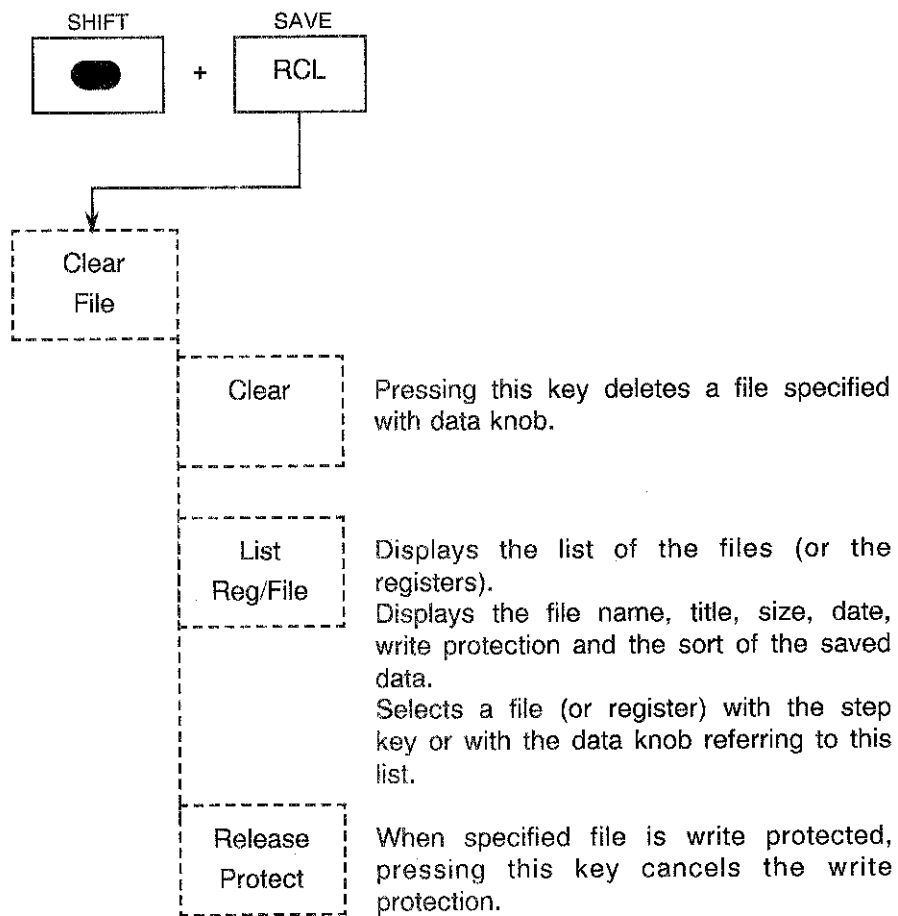 SHIFT
SAVE
+
RCL
Clear
File
Clear
Pressing this key deletes a file specified
with data knob.
List
Reg/File
Displays the list of the files (or the
registers).
Displays the file name, title, size, date,
write protection and the sort of the saved
data.
Selects a file (or register) with the step
key or with the data knob referring to this
list.
Release
Protect
When specified file is write protected,
pressing this key cancels the write
protection.